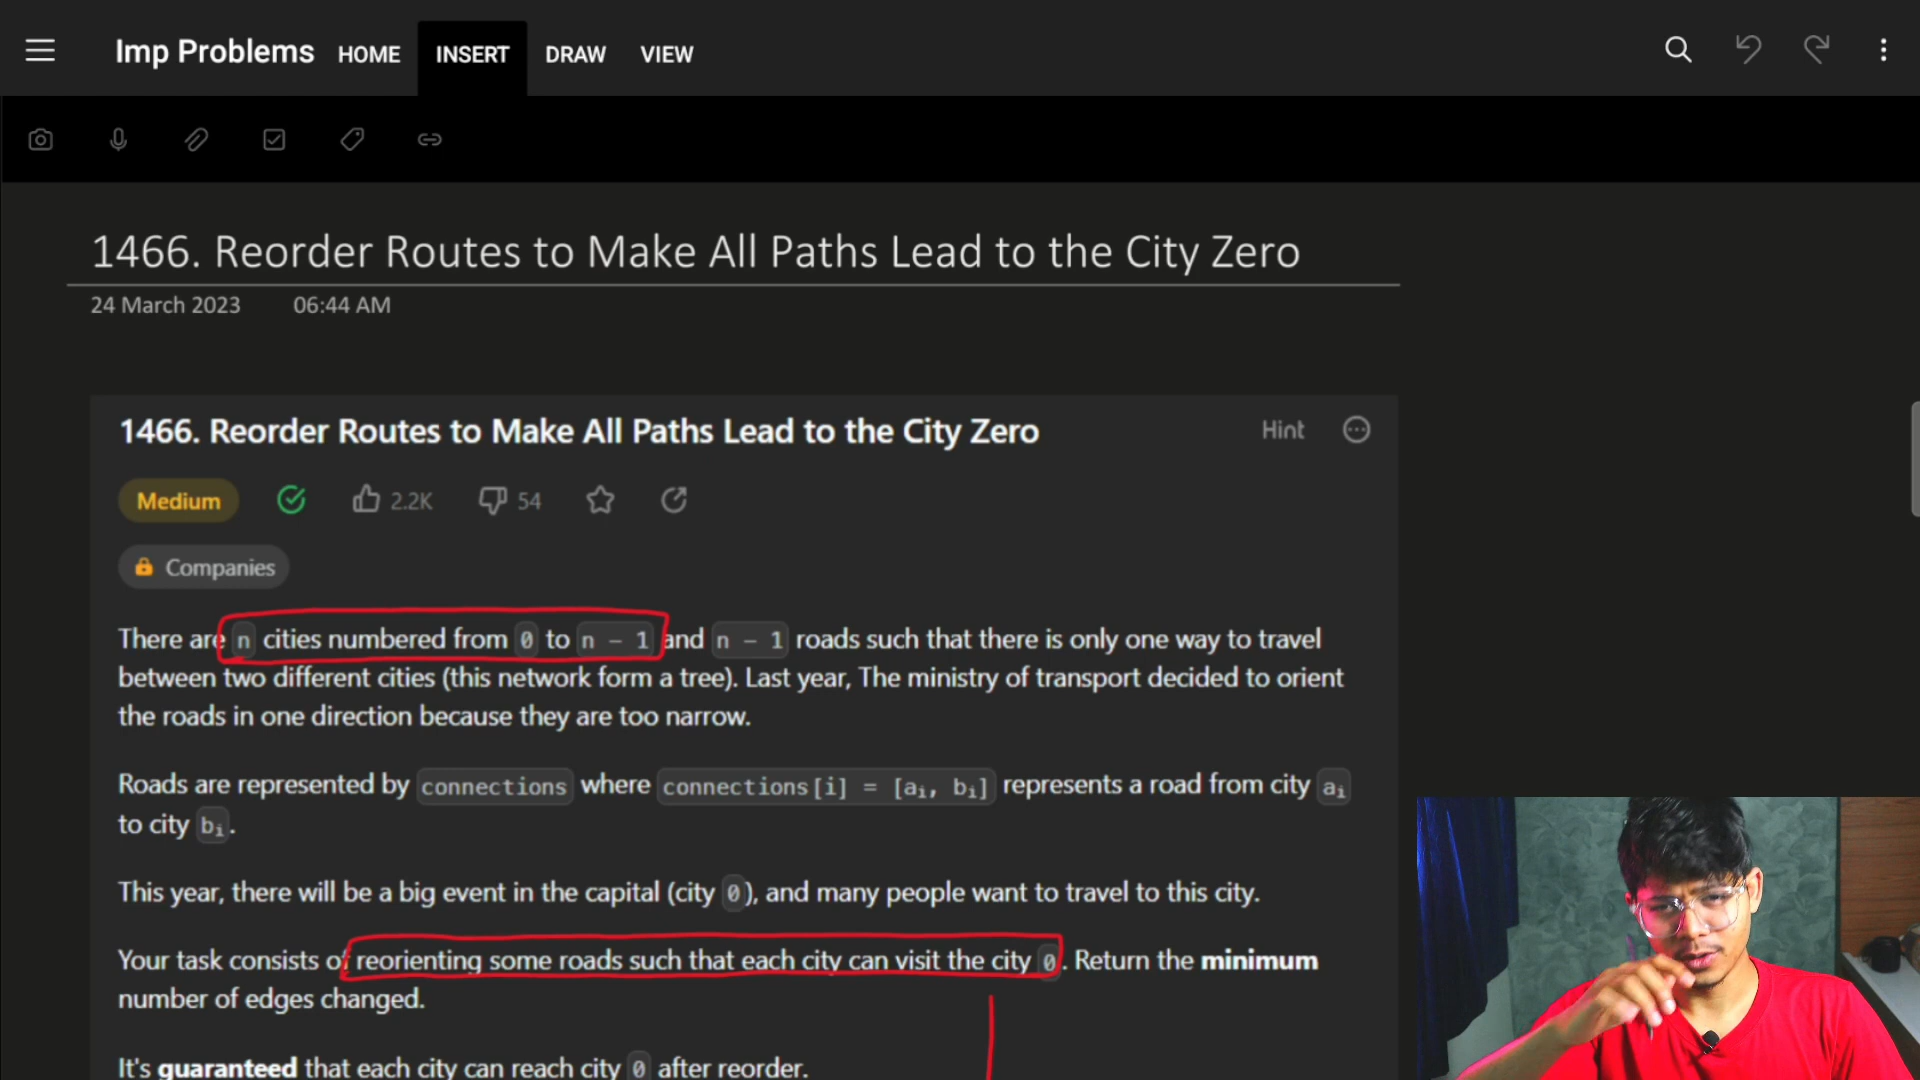 Imp Problems HOME INSERT DRAW VIEW
1466. Reorder Routes to Make All Paths Lead to the City Zero
24 March 2023 06:44 AM
1466. Reorder Routes to Make All Paths Lead to the City Zero Hint
Medium 2.2K 54
Companies
There are n cities numbered from 0 to n - 1 and n - 1 roads such that there is only one way to travel
between two different cities (this network form a tree). Last year, The ministry of transport decided to orient
the roads in one direction because they are too narrow.
Roads are represented by connections where connections[i] = [aᵢ, bᵢ] represents a road from city aᵢ
to city bᵢ.
This year, there will be a big event in the capital (city 0), and many people want to travel to this city.
Your task consists of reorienting some roads such that each city can visit the city 0. Return the minimum
number of edges changed.
It's guaranteed that each city can reach city 0 after reorder.